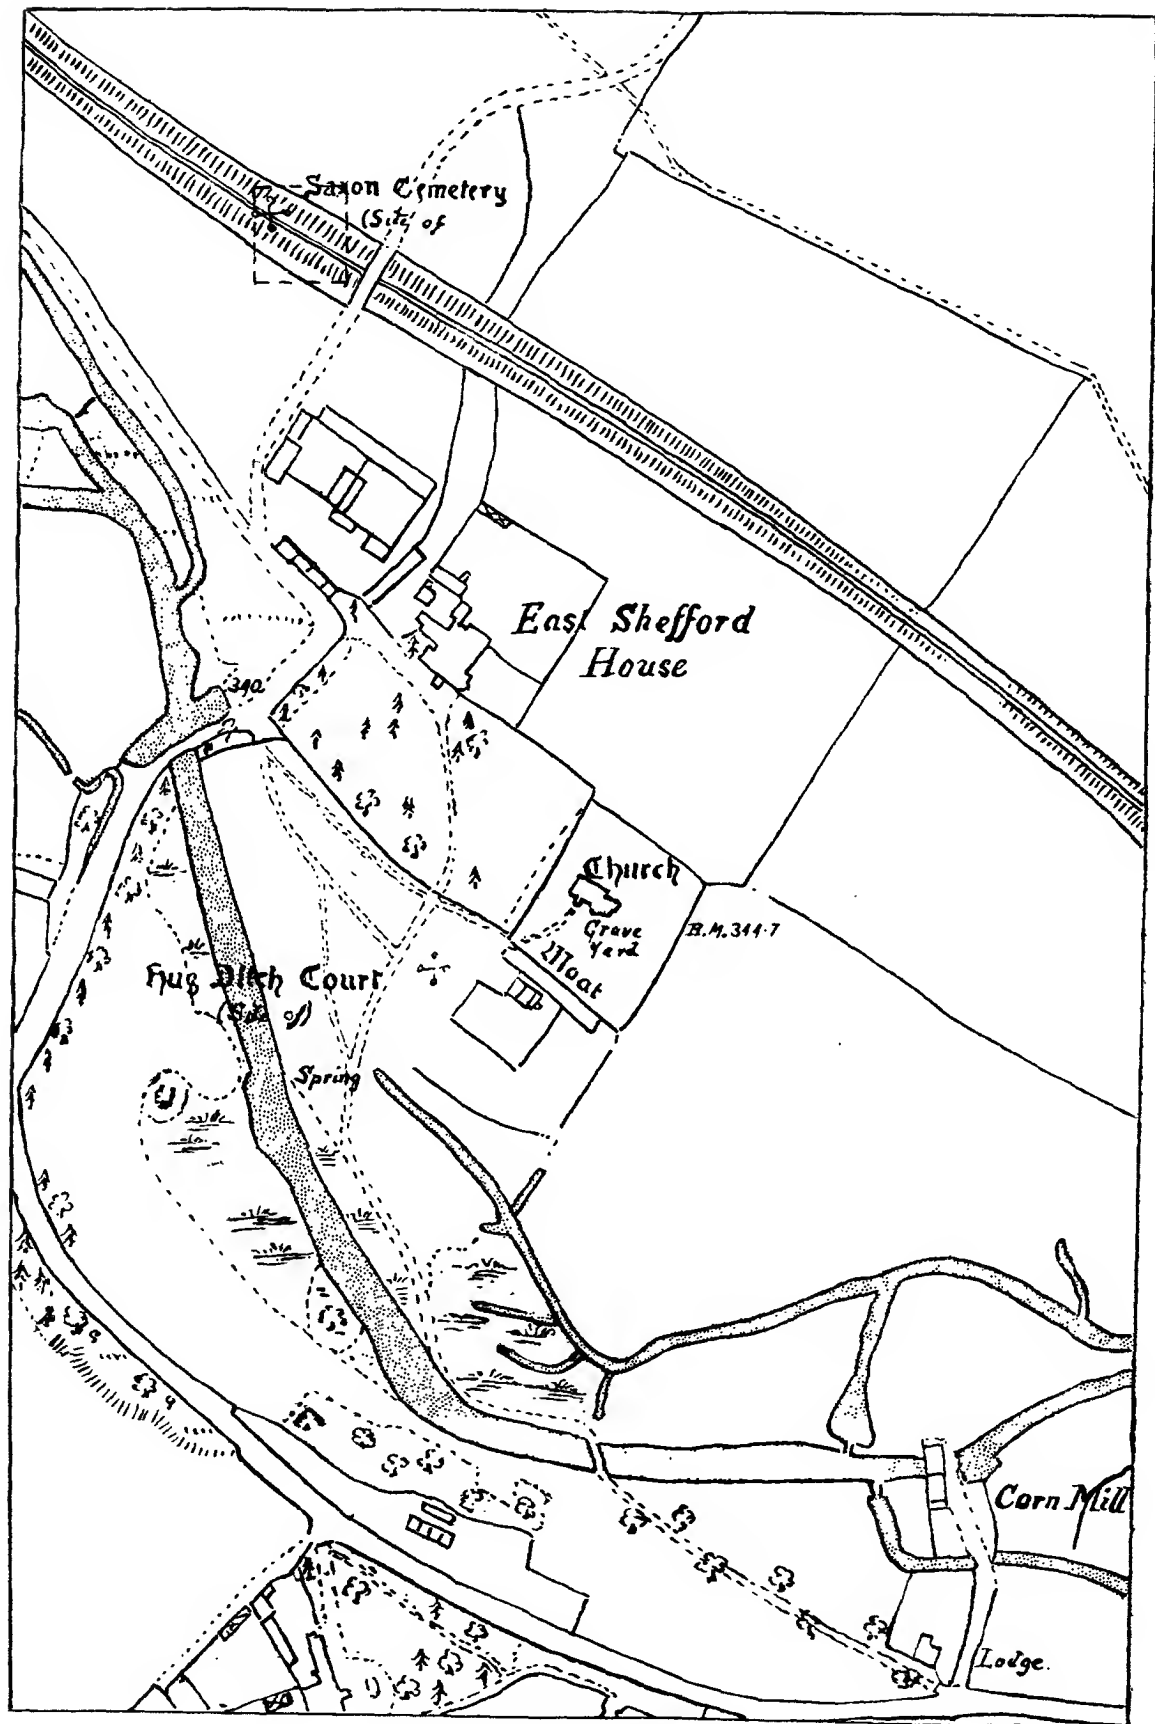 Saxon Cemetery
(Site of
East Shefford
House
390
Church
Grave
Yard
B.M. 344.7
Moat
Hug Ditch Court
(Site of)
Spring
Corn Mill
Lodge.